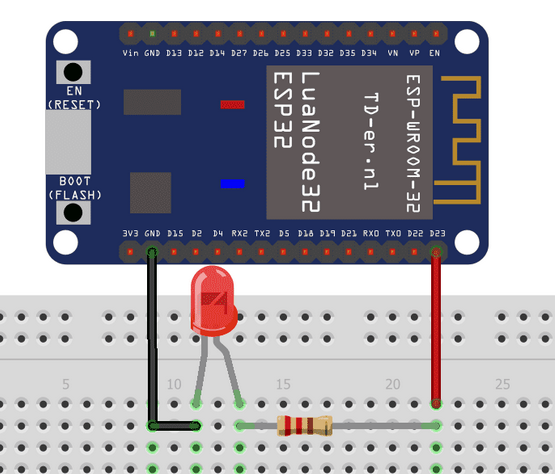 Vin GND D13 D12 D14 D27 D26 D25 D33 D32 D35 D34 VN VP EN
EN
(RESET)
ESP32
LuaNode32
TD-er.nl
ESP-WROOM-32
BOOT
(FLASH)
3V3 GND D15 D2 D4 RX2 TX2 D5 D18 D19 D21 RX0 TX0 D22 D23
5 10 15 20 25